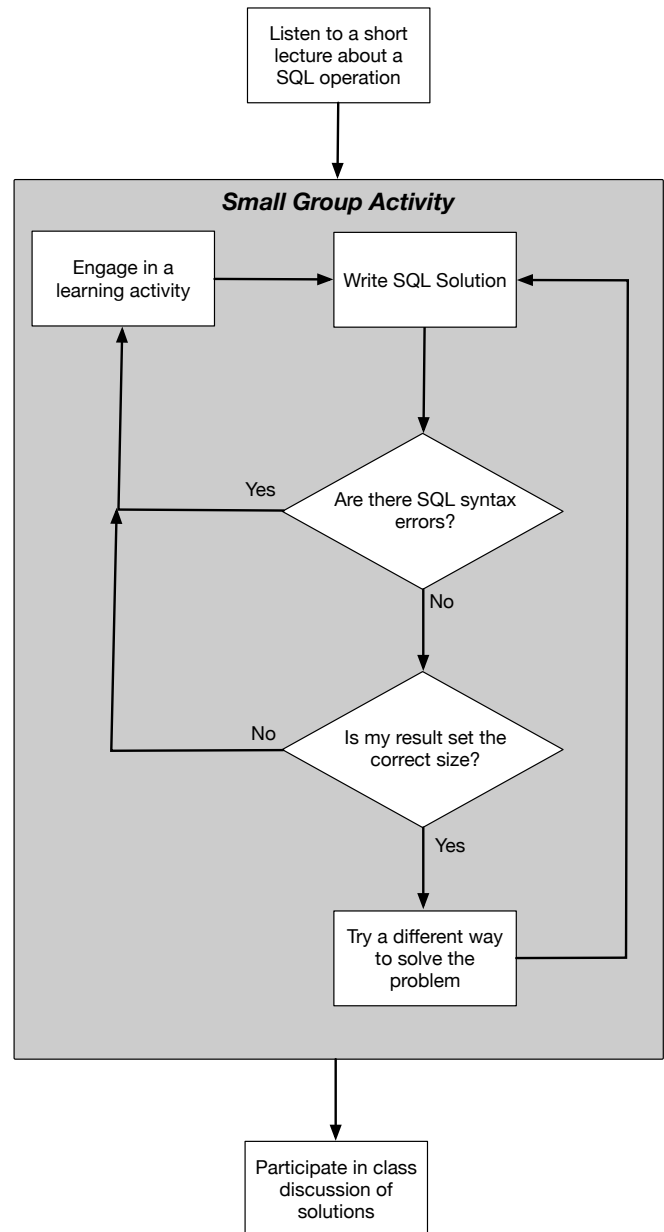 Listen to a short
lecture about a
SQL operation
Small Group Activity
Engage in a
learning activity
Write SQL Solution
Yes
Are there SQL syntax
errors?
No
No
Is my result set the
correct size?
Yes
Try a different way
to solve the
problem
Participate in class
discussion of
solutions